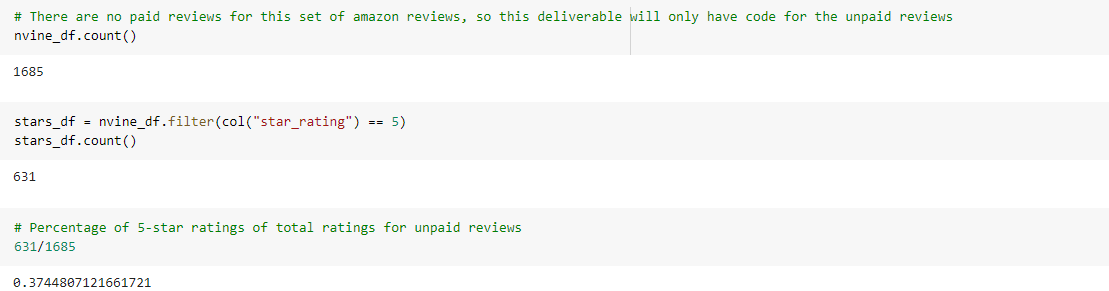 # There are no paid reviews for this set of amazon reviews, so this deliverable will only have code for the unpaid reviews
nvine_df.count()
1685
stars_df = nvine_df.filter(col("star_rating") == 5)
stars_df.count()
631
# Percentage of 5-star ratings of total ratings for unpaid reviews
631/1685
0.3744807121661721